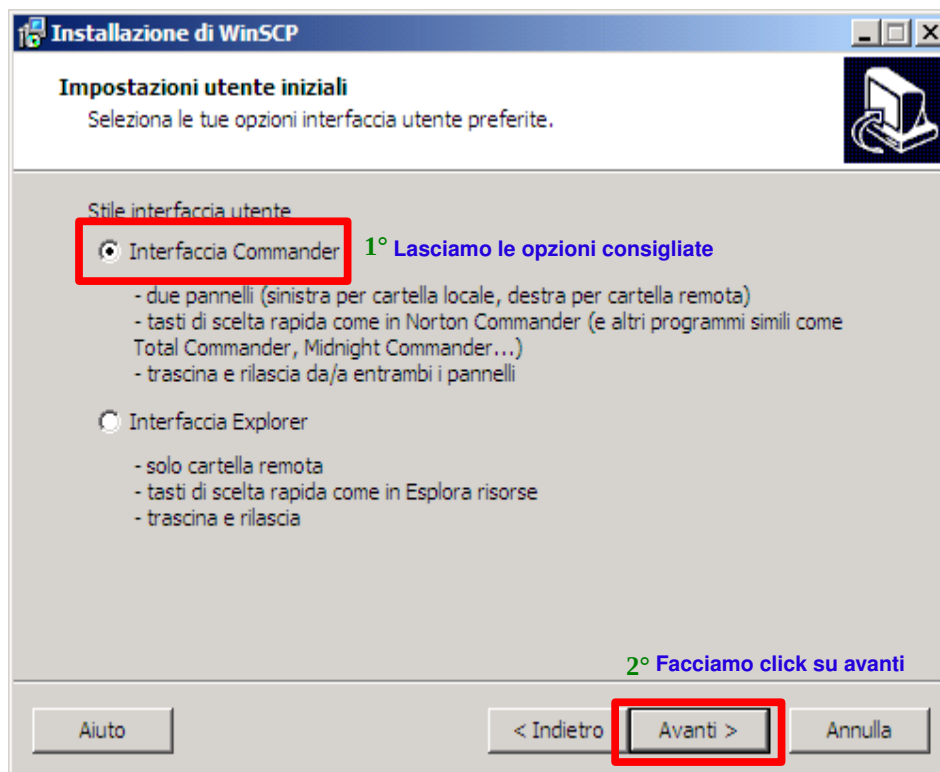 Installazione di WinSCP
Impostazioni utente iniziali
Seleziona le tue opzioni interfaccia utente preferite.
Stile interfaccia utente
Interfaccia Commander
1° Lasciamo le opzioni consigliate
- due pannelli (sinistra per cartella locale, destra per cartella remota)
- tasti di scelta rapida come in Norton Commander (e altri programmi simili come
Total Commander, Midnight Commander...)
- trascina e rilascia da/a entrambi i pannelli
Interfaccia Explorer
- solo cartella remota
- tasti di scelta rapida come in Esplora risorse
- trascina e rilascia
2° Facciamo click su avanti
Aiuto
< Indietro
Avanti >
Annulla